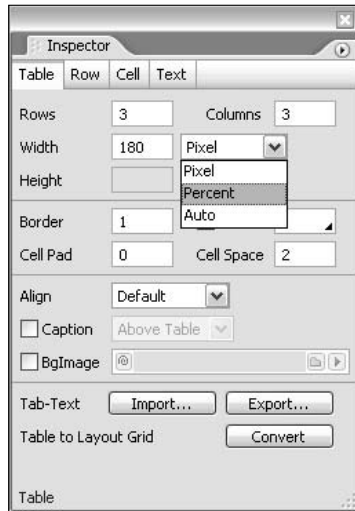 Inspector
Table Row Cell Text
Rows 3 Columns 3
Width 180 Pixel
Pixel
Height
Percent
Auto
Border 1
Cell Pad 0 Cell Space 2
Align Default
Caption Above Table
BgImage
Tab-Text Import... Export...
Table to Layout Grid Convert
Table